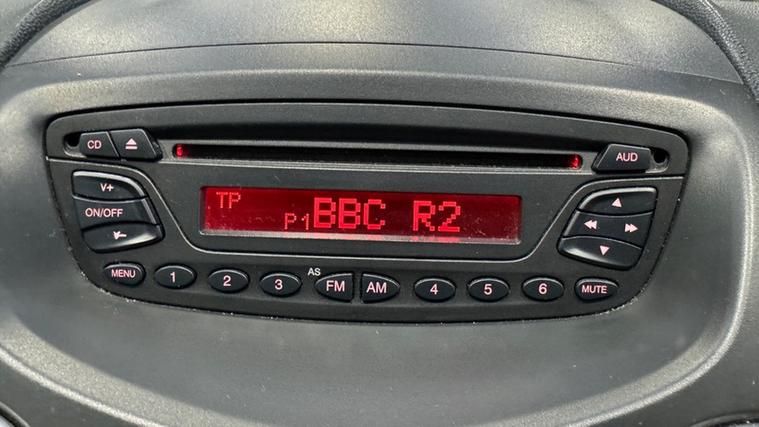 CD AUD
V+
TP
ON/OFF P1 BBC R2
V-
MENU 1 2 3 AS FM AM 4 5 6 MUTE